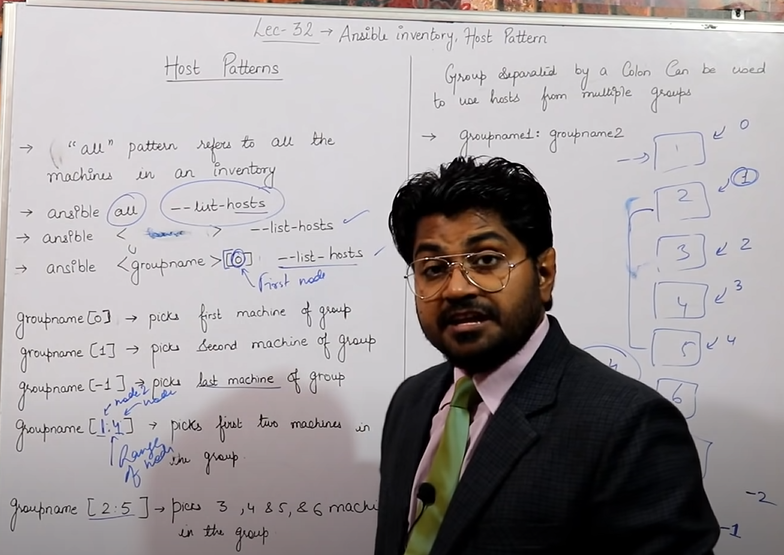 Lec-32 → Ansible inventory, Host Pattern
Host Patterns
→ "all" pattern refers to all the
machines in an inventory
→ ansible all --list-hosts
→ ansible < > --list-hosts
→ ansible <groupname>[0] --list-hosts
First node
groupname [0] → picks first machine of group
groupname [1] → picks second machine of group
groupname [-1] → picks last machine of group
node2 node
groupname [1:4] → picks first two machines in
the group.
Range of node
groupname [2:5] → picks 3, 4 & 5, & 6 machi
in the group
Group separated by a Colon Can be used
to use hosts from multiple groups
→ groupname1: groupname2
1 0
2 1
3 2
4 3
5 4
6
-2
-1